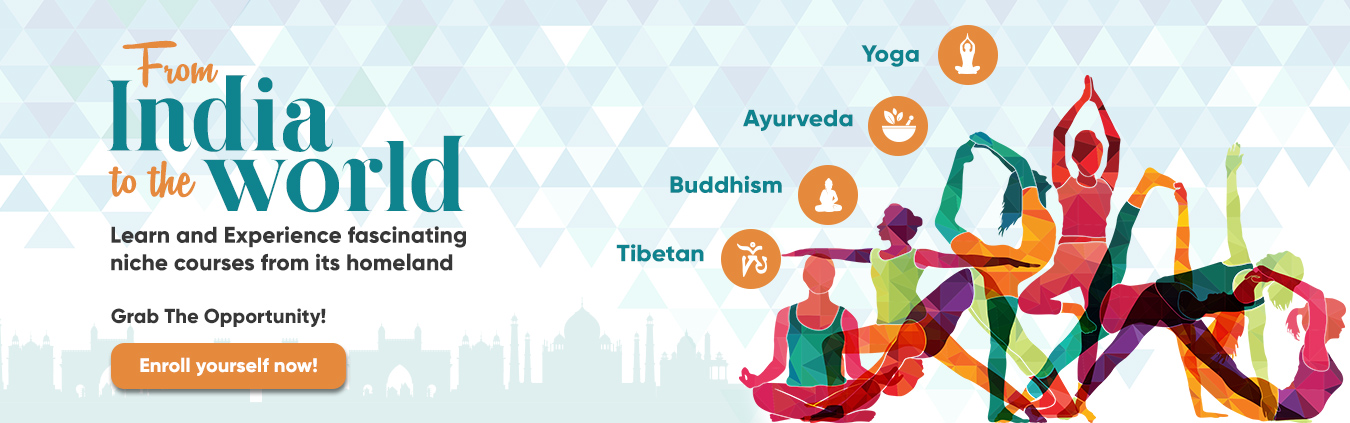 From
India
to the world
Learn and Experience fascinating
niche courses from its homeland
Grab The Opportunity!
Enroll yourself now!
Yoga
Ayurveda
Buddhism
Tibetan